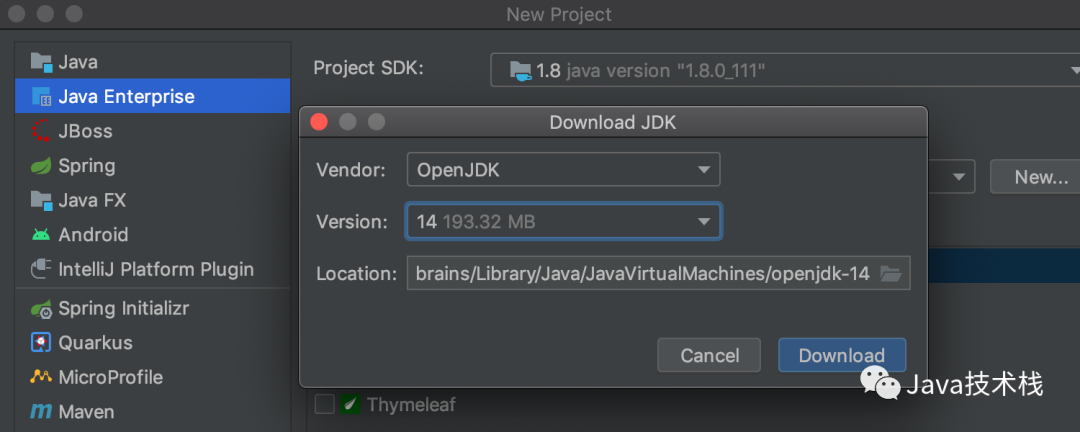 New Project
Java
Java Enterprise
JBoss
Spring
Java FX
Android
IntelliJ Platform Plugin
Spring Initializr
Quarkus
MicroProfile
Maven
Project SDK:
1.8 java version "1.8.0_111"
New...
Download JDK
Vendor:
OpenJDK
Version:
14 193.32 MB
Location:
brains/Library/Java/JavaVirtualMachines/openjdk-14
Cancel
Download
Thymeleaf
Java技术栈